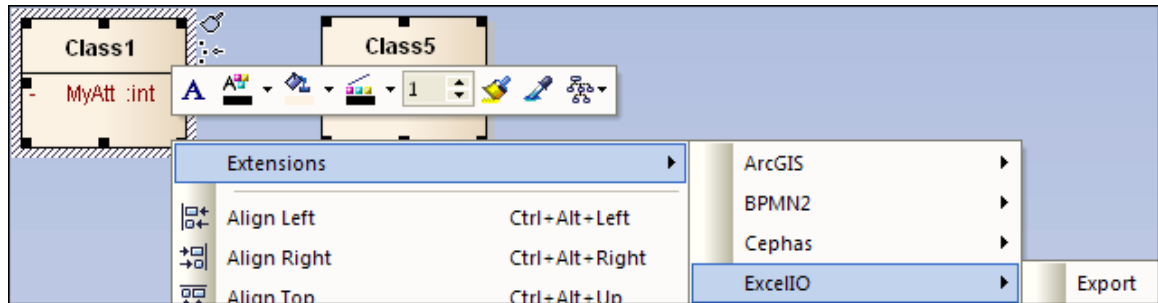 Class1
Class5
- MyAtt :int
A
1
Extensions
ArcGIS
Align Left Ctrl+Alt+Left
BPMN2
Align Right Ctrl+Alt+Right
Cephas
Align Top Ctrl+Alt+Up
ExcelIO
Export